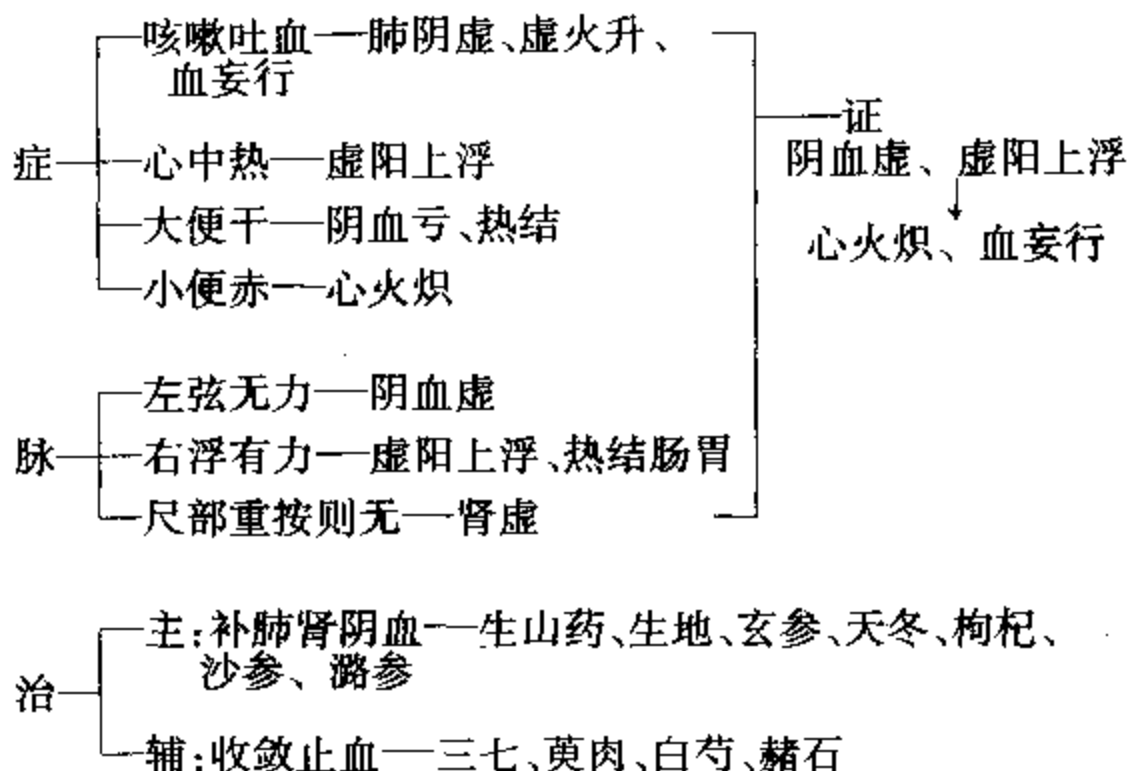 咳嗽吐血—肺阴虚、虚火升、
血妄行
症
心中热—虚阳上浮
大便干—阴血亏、热结
小便赤—心火炽
证
阴血虚、虚阳上浮
心火炽、血妄行
左弦无力—阴血虚
脉
右浮有力—虚阳上浮、热结肠胃
尺部重按则无—肾虚
主:补肺肾阴血—生山药、生地、玄参、天冬、枸杞、
沙参、潞参
治
辅:收敛止血—三七、萸肉、白芍、赭石